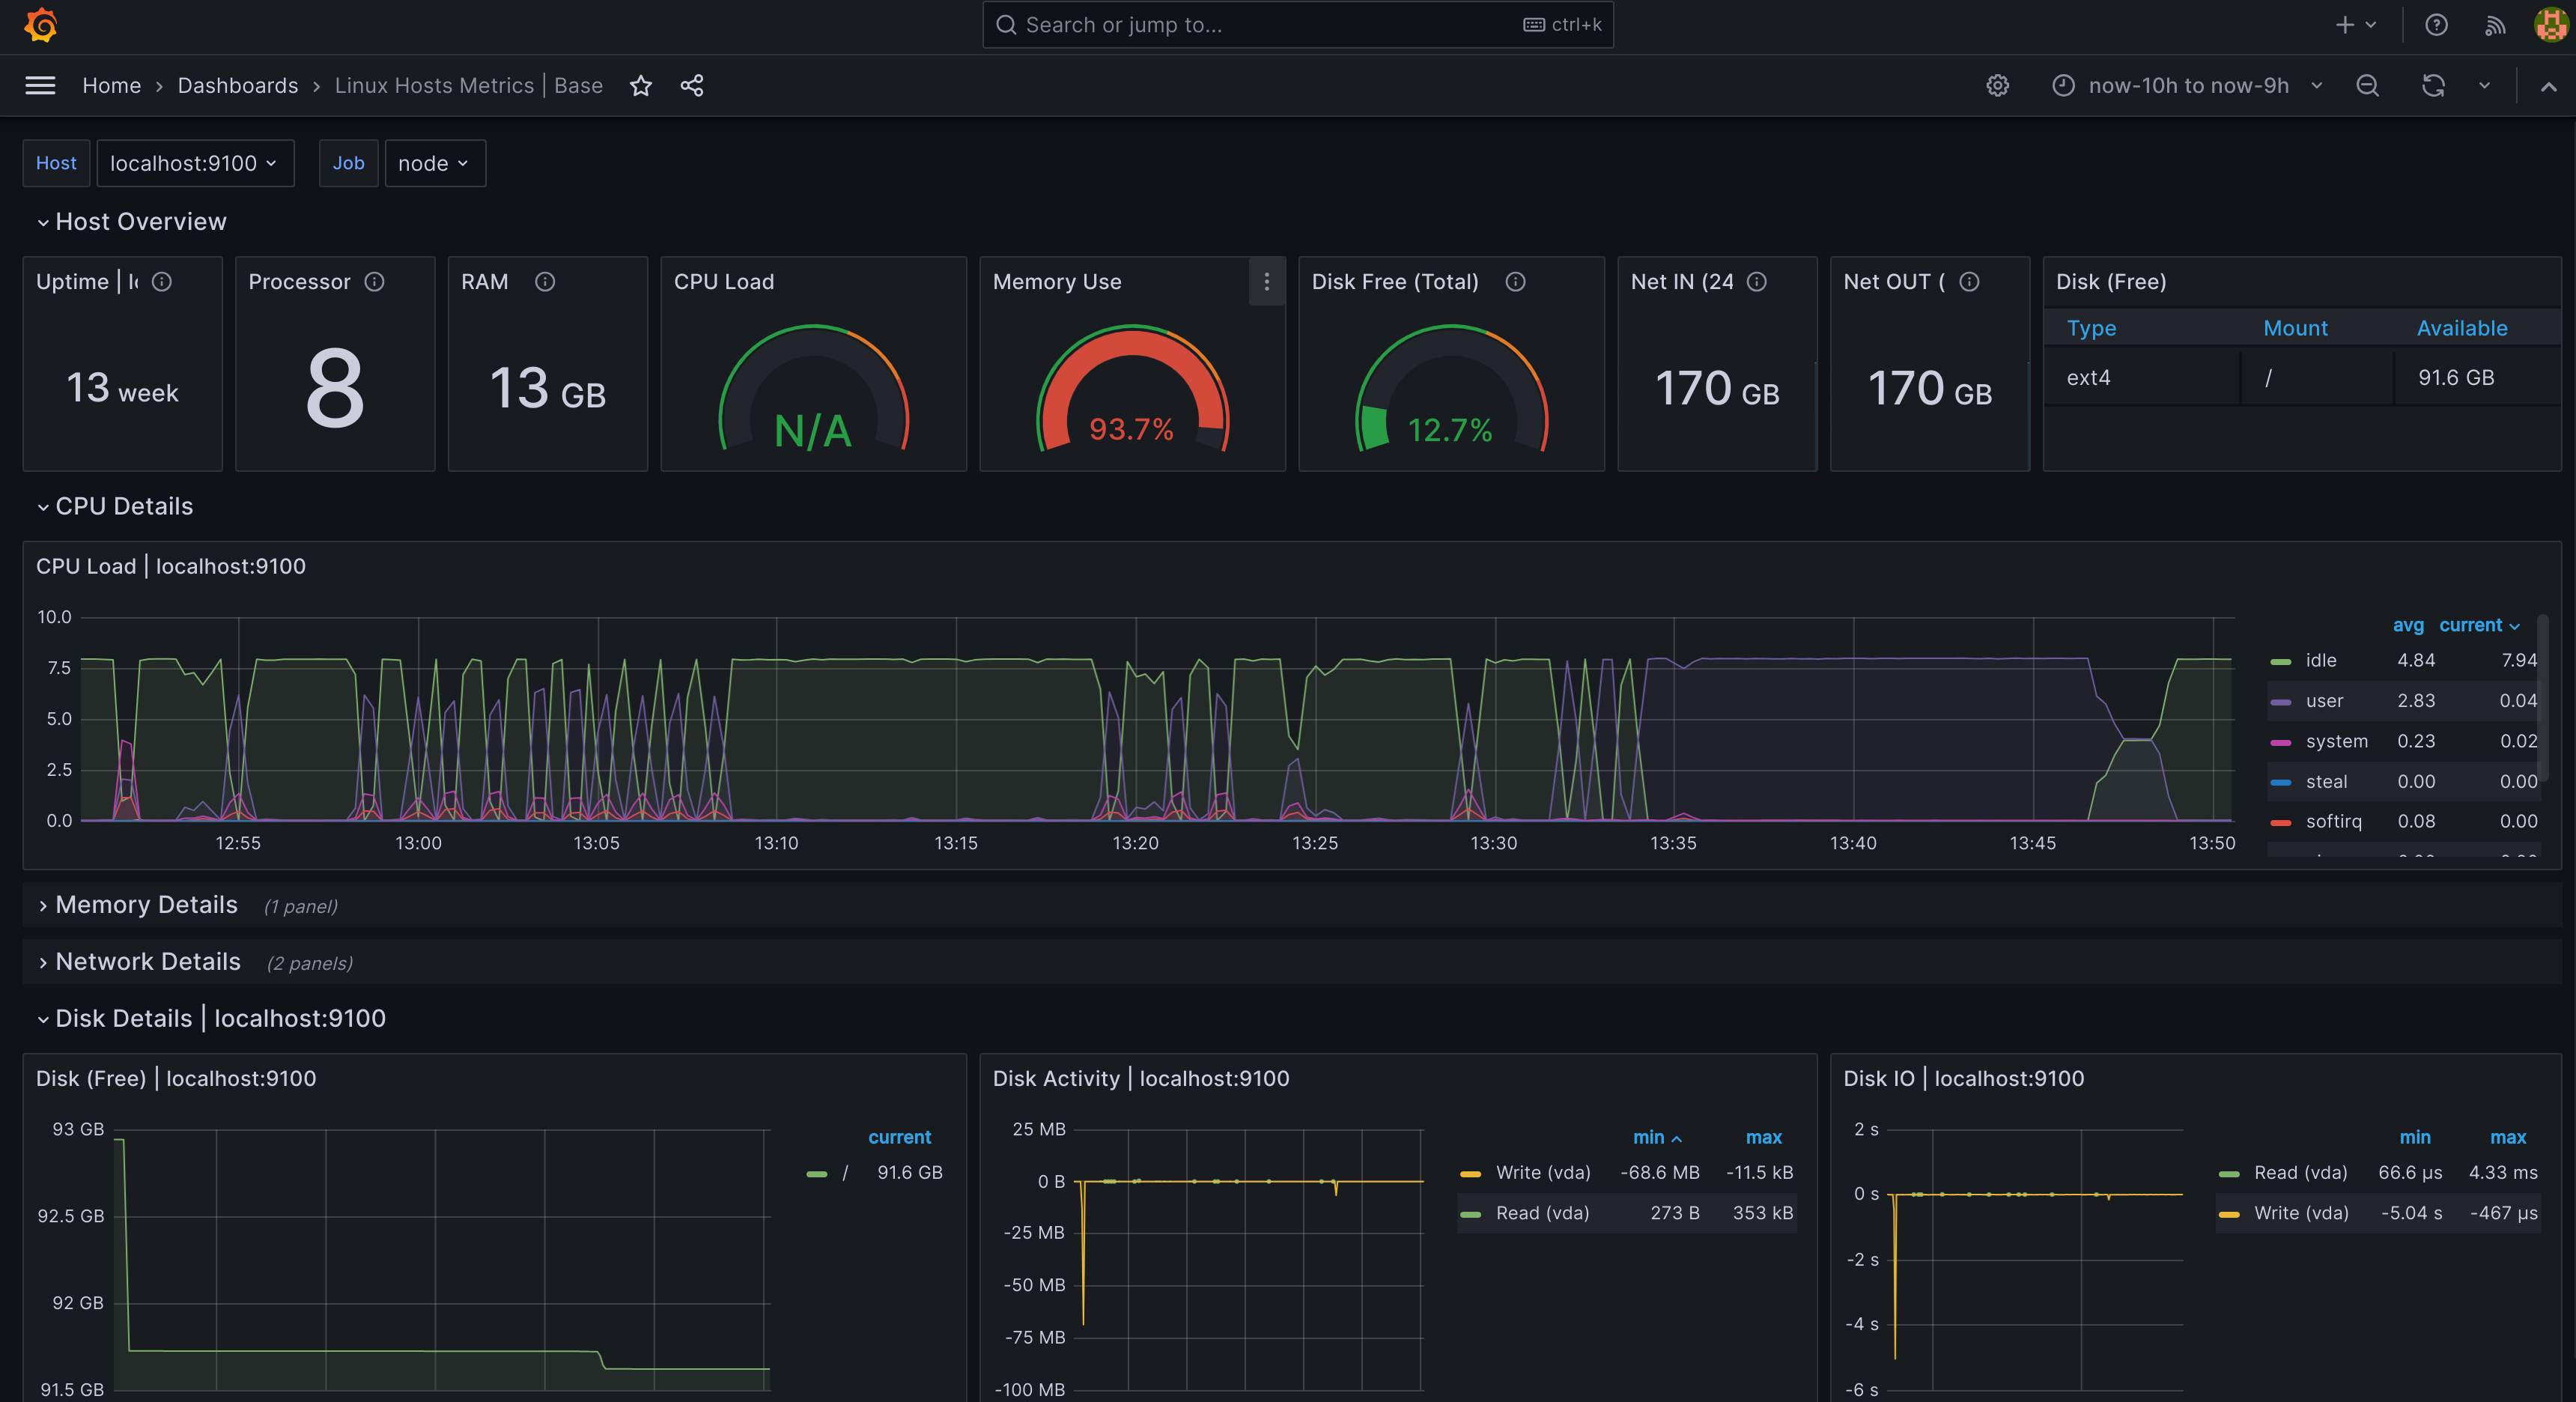 Search or jump to... ctrl+k
Home › Dashboards › Linux Hosts Metrics | Base
now-10h to now-9h
Host localhost:9100 Job node
Host Overview
Uptime |
Processor
RAM
CPU Load
Memory Use
Disk Free (Total)
Net IN (24
Net OUT (
Disk (Free)
13 week
8
13 GB
N/A
93.7%
12.7%
170 GB
170 GB
Type Mount Available
ext4 / 91.6 GB
CPU Details
CPU Load | localhost:9100
10.0
7.5
5.0
2.5
0.0
12:55 13:00 13:05 13:10 13:15 13:20 13:25 13:30 13:35 13:40 13:45 13:50
avg current
idle 4.84 7.94
user 2.83 0.04
system 0.23 0.02
steal 0.00 0.00
softirq 0.08 0.00
Memory Details (1 panel)
Network Details (2 panels)
Disk Details | localhost:9100
Disk (Free) | localhost:9100
93 GB
92.5 GB
92 GB
91.5 GB
current
/ 91.6 GB
Disk Activity | localhost:9100
25 MB
0 B
-25 MB
-50 MB
-75 MB
-100 MB
min max
Write (vda) -68.6 MB -11.5 kB
Read (vda) 273 B 353 kB
Disk IO | localhost:9100
2 s
0 s
-2 s
-4 s
-6 s
min max
Read (vda) 66.6 µs 4.33 ms
Write (vda) -5.04 s -467 µs